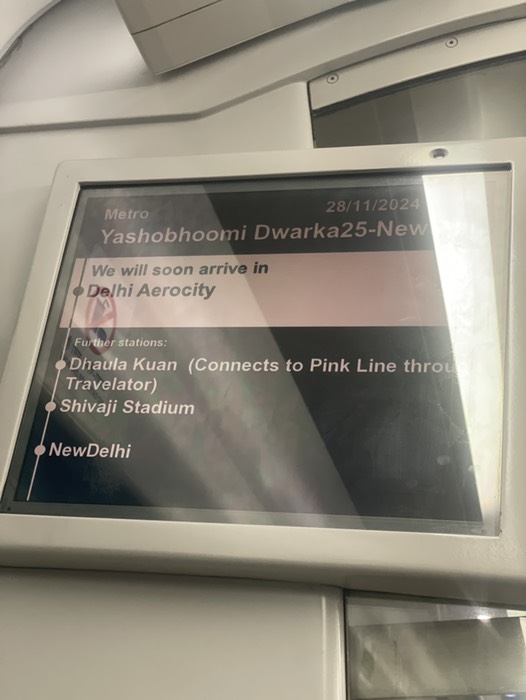 Metro
28/11/2024
Yashobhoomi Dwarka25-New
We will soon arrive in
Delhi Aerocity
Further stations:
Dhaula Kuan (Connects to Pink Line throu
Travelator)
Shivaji Stadium
NewDelhi